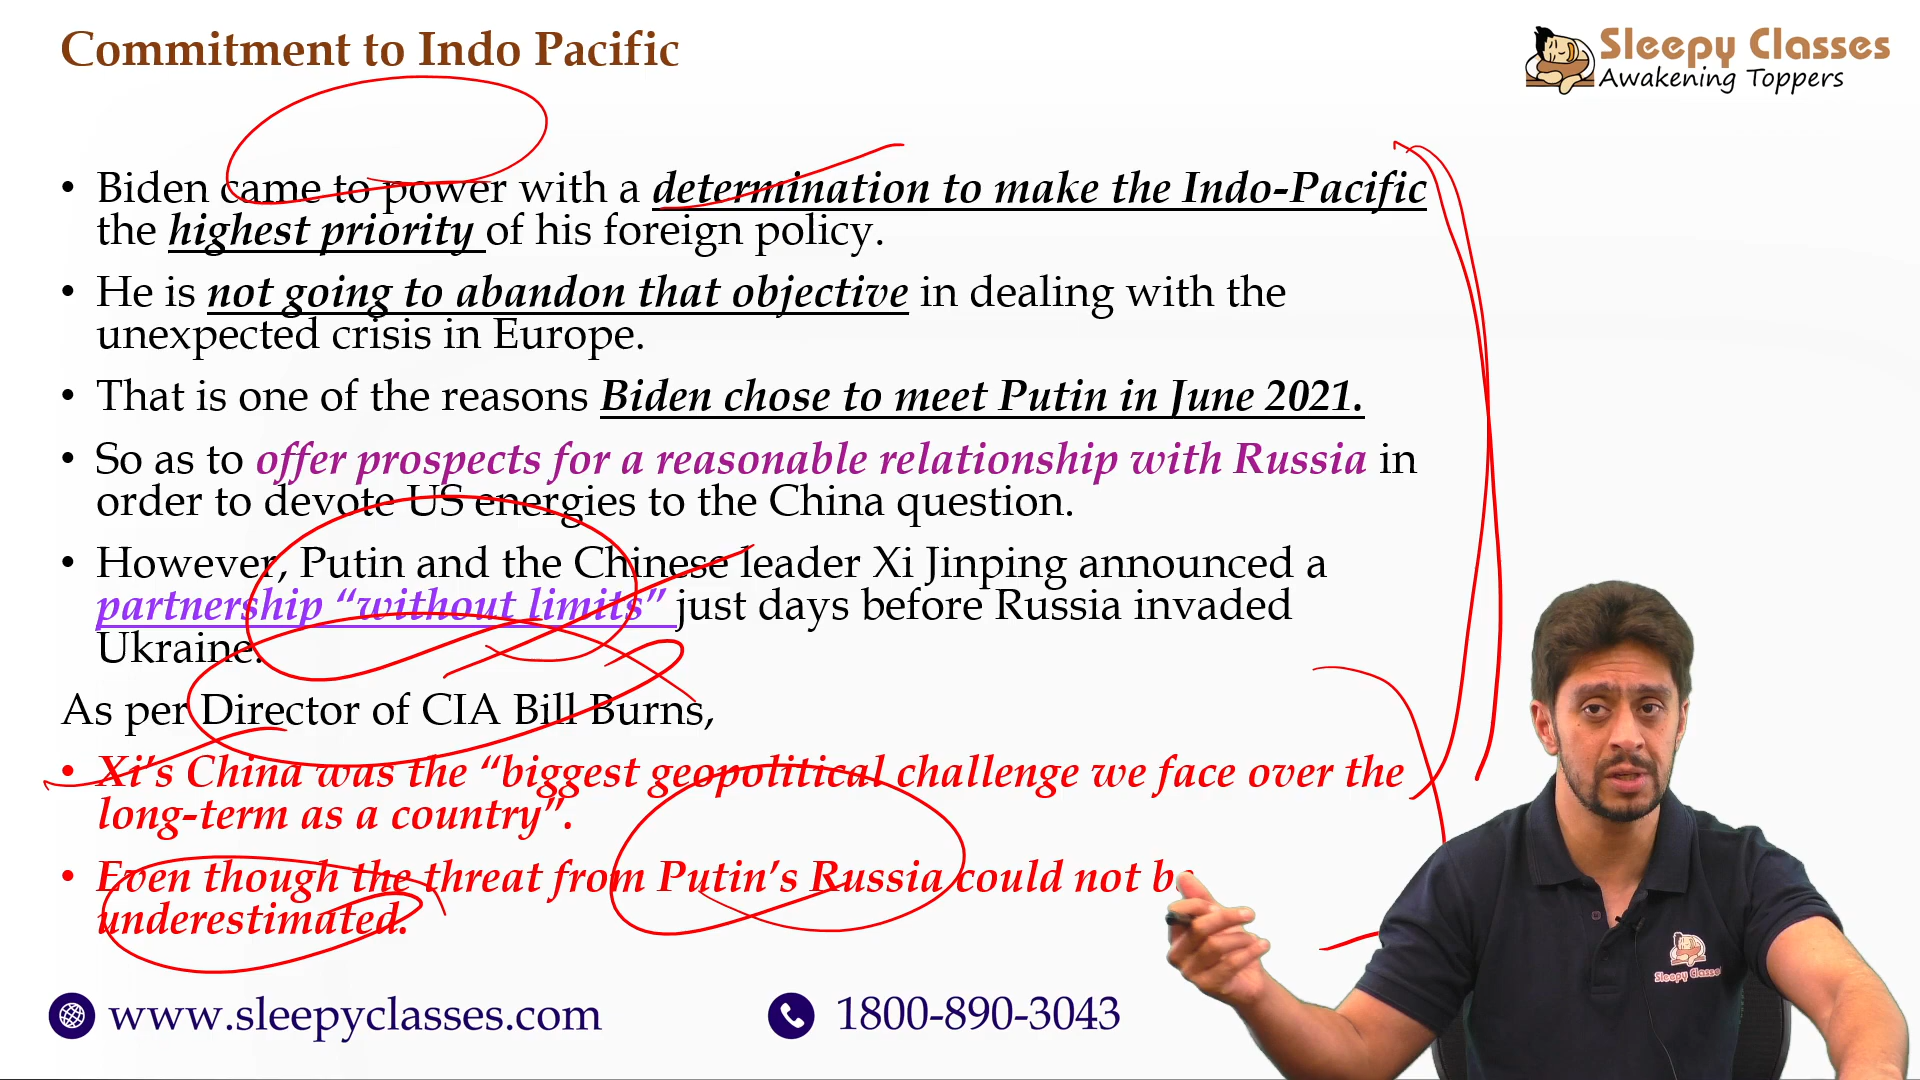 Commitment to Indo Pacific
Sleepy Classes
Awakening Toppers
• Biden came to power with a determination to make the Indo-Pacific
the highest priority of his foreign policy.
• He is not going to abandon that objective in dealing with the
unexpected crisis in Europe.
• That is one of the reasons Biden chose to meet Putin in June 2021.
• So as to offer prospects for a reasonable relationship with Russia in
order to devote US energies to the China question.
• However, Putin and the Chinese leader Xi Jinping announced a
partnership “without limits” just days before Russia invaded
Ukraine.
As per Director of CIA Bill Burns,
• Xi’s China was the “biggest geopolitical challenge we face over the
long-term as a country”.
• Even though the threat from Putin’s Russia could not be
underestimated.
Sleepy Classes
www.sleepyclasses.com
1800-890-3043